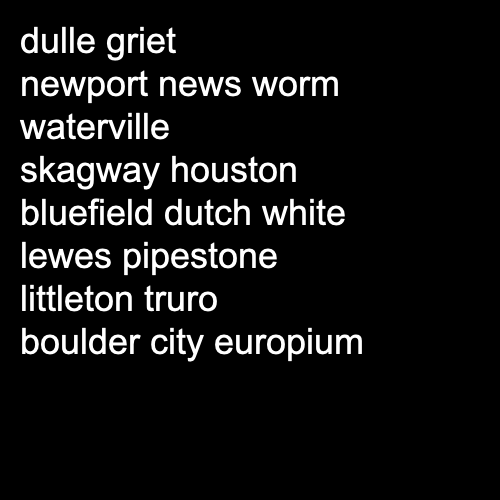 dulle griet
newport news worm
waterville
skagway houston
bluefield dutch white
lewes pipestone
littleton truro
boulder city europium